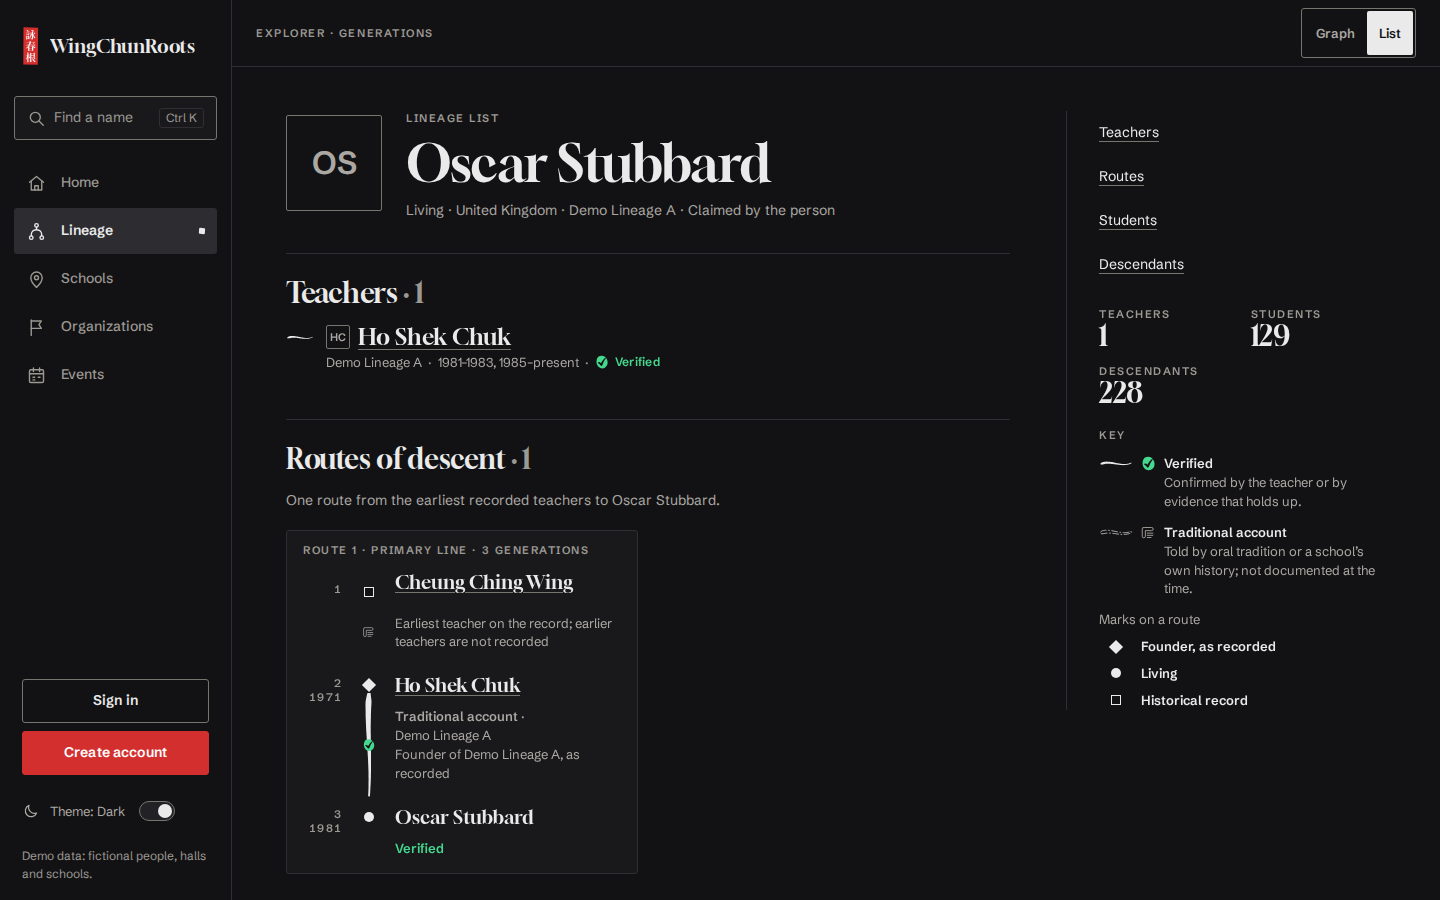 詠春根
WingChunRoots
Find a name
Ctrl K
Home
Lineage
Schools
Organizations
Events
Sign in
Create account
Theme: Dark
Demo data: fictional people, halls
and schools.
EXPLORER · GENERATIONS
Graph
List
OS
LINEAGE LIST
Oscar Stubbard
Living · United Kingdom · Demo Lineage A · Claimed by the person
Teachers · 1
HC
Ho Shek Chuk
Demo Lineage A · 1981–1983, 1985–present · Verified
Routes of descent · 1
One route from the earliest recorded teachers to Oscar Stubbard.
ROUTE 1 · PRIMARY LINE · 3 GENERATIONS
1
Cheung Ching Wing
Earliest teacher on the record; earlier
teachers are not recorded
2
1971
Ho Shek Chuk
Traditional account ·
Demo Lineage A
Founder of Demo Lineage A, as
recorded
3
1981
Oscar Stubbard
Verified
Teachers
Routes
Students
Descendants
TEACHERS
1
STUDENTS
129
DESCENDANTS
228
KEY
Verified
Confirmed by the teacher or by
evidence that holds up.
Traditional account
Told by oral tradition or a school's
own history; not documented at the
time.
Marks on a route
Founder, as recorded
Living
Historical record